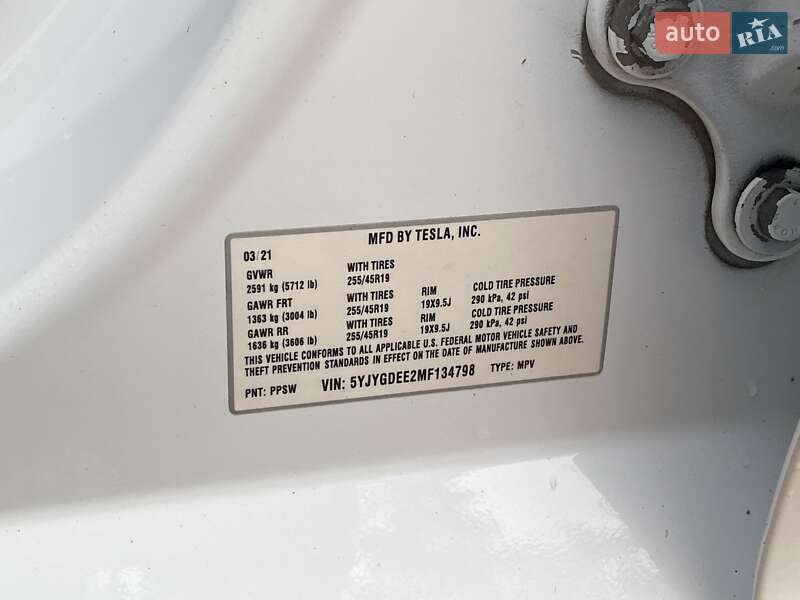 auto RIA.com
MFD BY TESLA, INC.
03/21
GVWR WITH TIRES
2591 kg (5712 lb) 255/45R19
GAWR FRT WITH TIRES RIM COLD TIRE PRESSURE
1363 kg (3004 lb) 255/45R19 19X9.5J 290 kPa, 42 psi
GAWR RR WITH TIRES RIM COLD TIRE PRESSURE
1636 kg (3606 lb) 255/45R19 19X9.5J 290 kPa, 42 psi
THIS VEHICLE CONFORMS TO ALL APPLICABLE U.S. FEDERAL MOTOR VEHICLE SAFETY AND
THEFT PREVENTION STANDARDS IN EFFECT ON THE DATE OF MANUFACTURE SHOWN ABOVE.
PNT: PPSW VIN: 5YJYGDEE2MF134798 TYPE: MPV